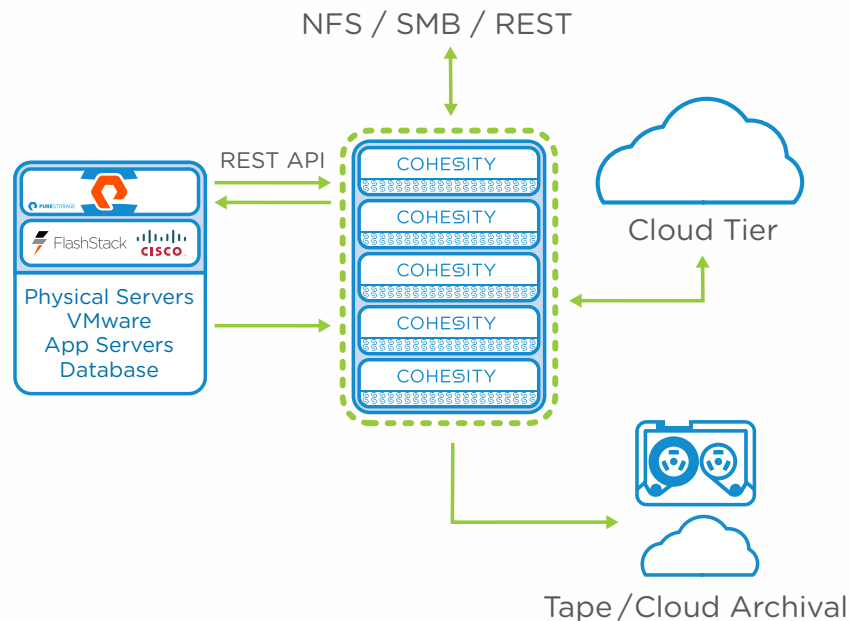 NFS / SMB / REST
REST API
PURESTORAGE
FlashStack
CISCO
Physical Servers
VMware
App Servers
Database
COHESITY
COHESITY
COHESITY
COHESITY
COHESITY
Cloud Tier
Tape / Cloud Archival